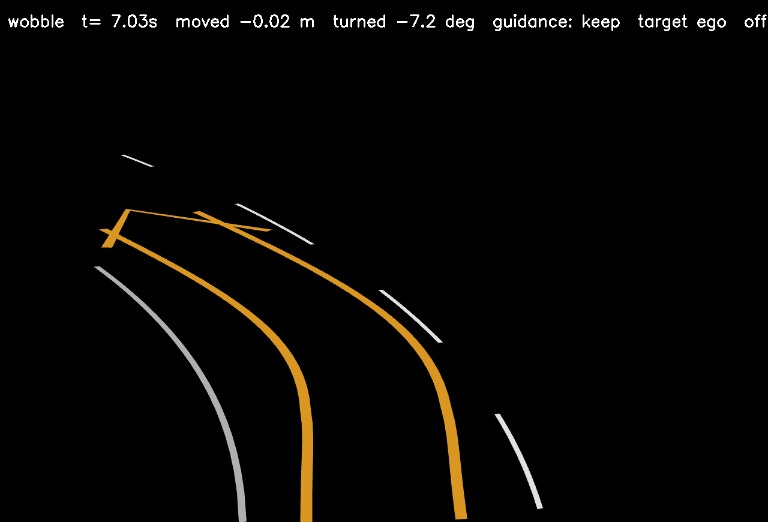 wobble t= 7.03s moved −0.02 m turned −7.2 deg guidance: keep target ego off